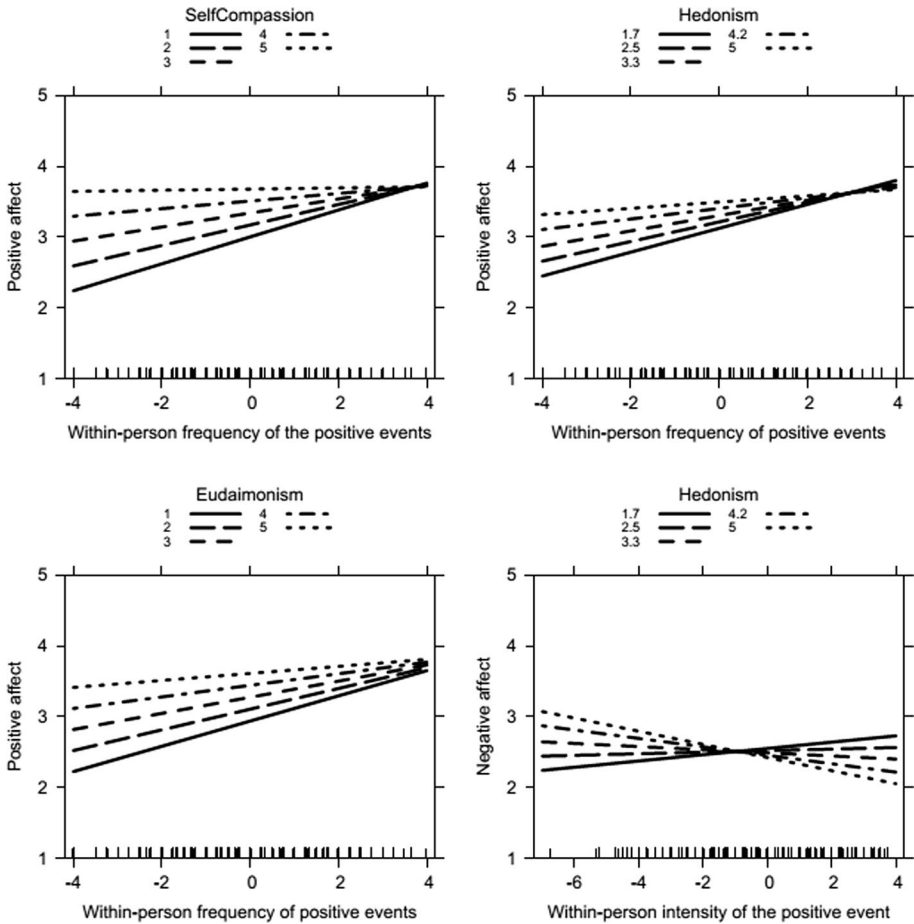 SelfCompassion
1 4
2 5
3
5
4
3
2
1
Positive affect
-4 -2 0 2 4
Within-person frequency of the positive events
Hedonism
1.7 4.2
2.5 5
3.3
5
4
3
2
1
Positive affect
-4 -2 0 2 4
Within-person frequency of positive events
Eudaimonism
1 4
2 5
3
5
4
3
2
1
Positive affect
-4 -2 0 2 4
Within-person frequency of positive events
Hedonism
1.7 4.2
2.5 5
3.3
5
4
3
2
1
Negative affect
-6 -4 -2 0 2 4
Within-person intensity of the positive event